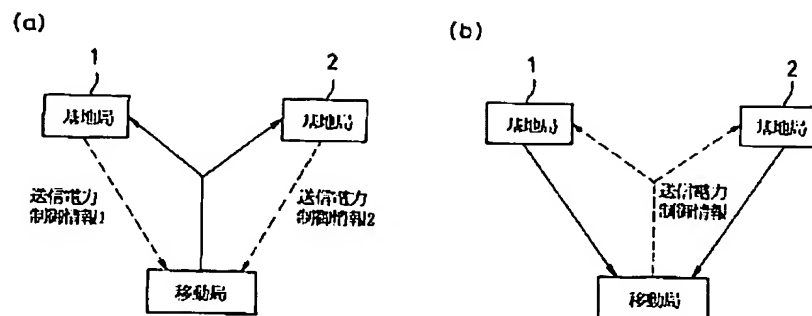 (a)
1
2
基地局
基地局
送信電力
制御情報1
送信電力
制御情報2
移動局
(b)
1
2
基地局
基地局
送信電力
制御情報
移動局